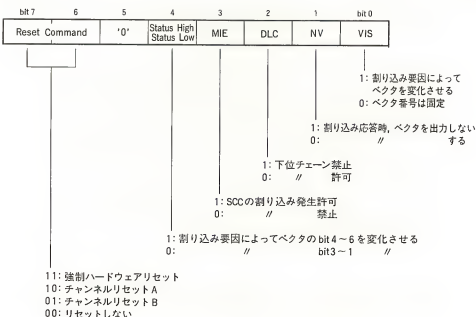 bit 7 6 5 4 3 2 1 bit 0
Reset Command '0' Status High Status Low MIE DLC NV VIS
1: 割り込み要因によって
ベクタを変化させる
0: ベクタ番号は固定
1: 割り込み応答時, ベクタを出力しない
0: 〃 する
1: 下位チェーン禁止
0: 〃 許可
1: SCCの割り込み発生許可
0: 〃 禁止
1: 割り込み要因によってベクタの bit 4～6 を変化させる
0: 〃 bit3～1 〃
11: 強制ハードウェアリセット
10: チャンネルリセット A
01: チャンネルリセット B
00: リセットしない